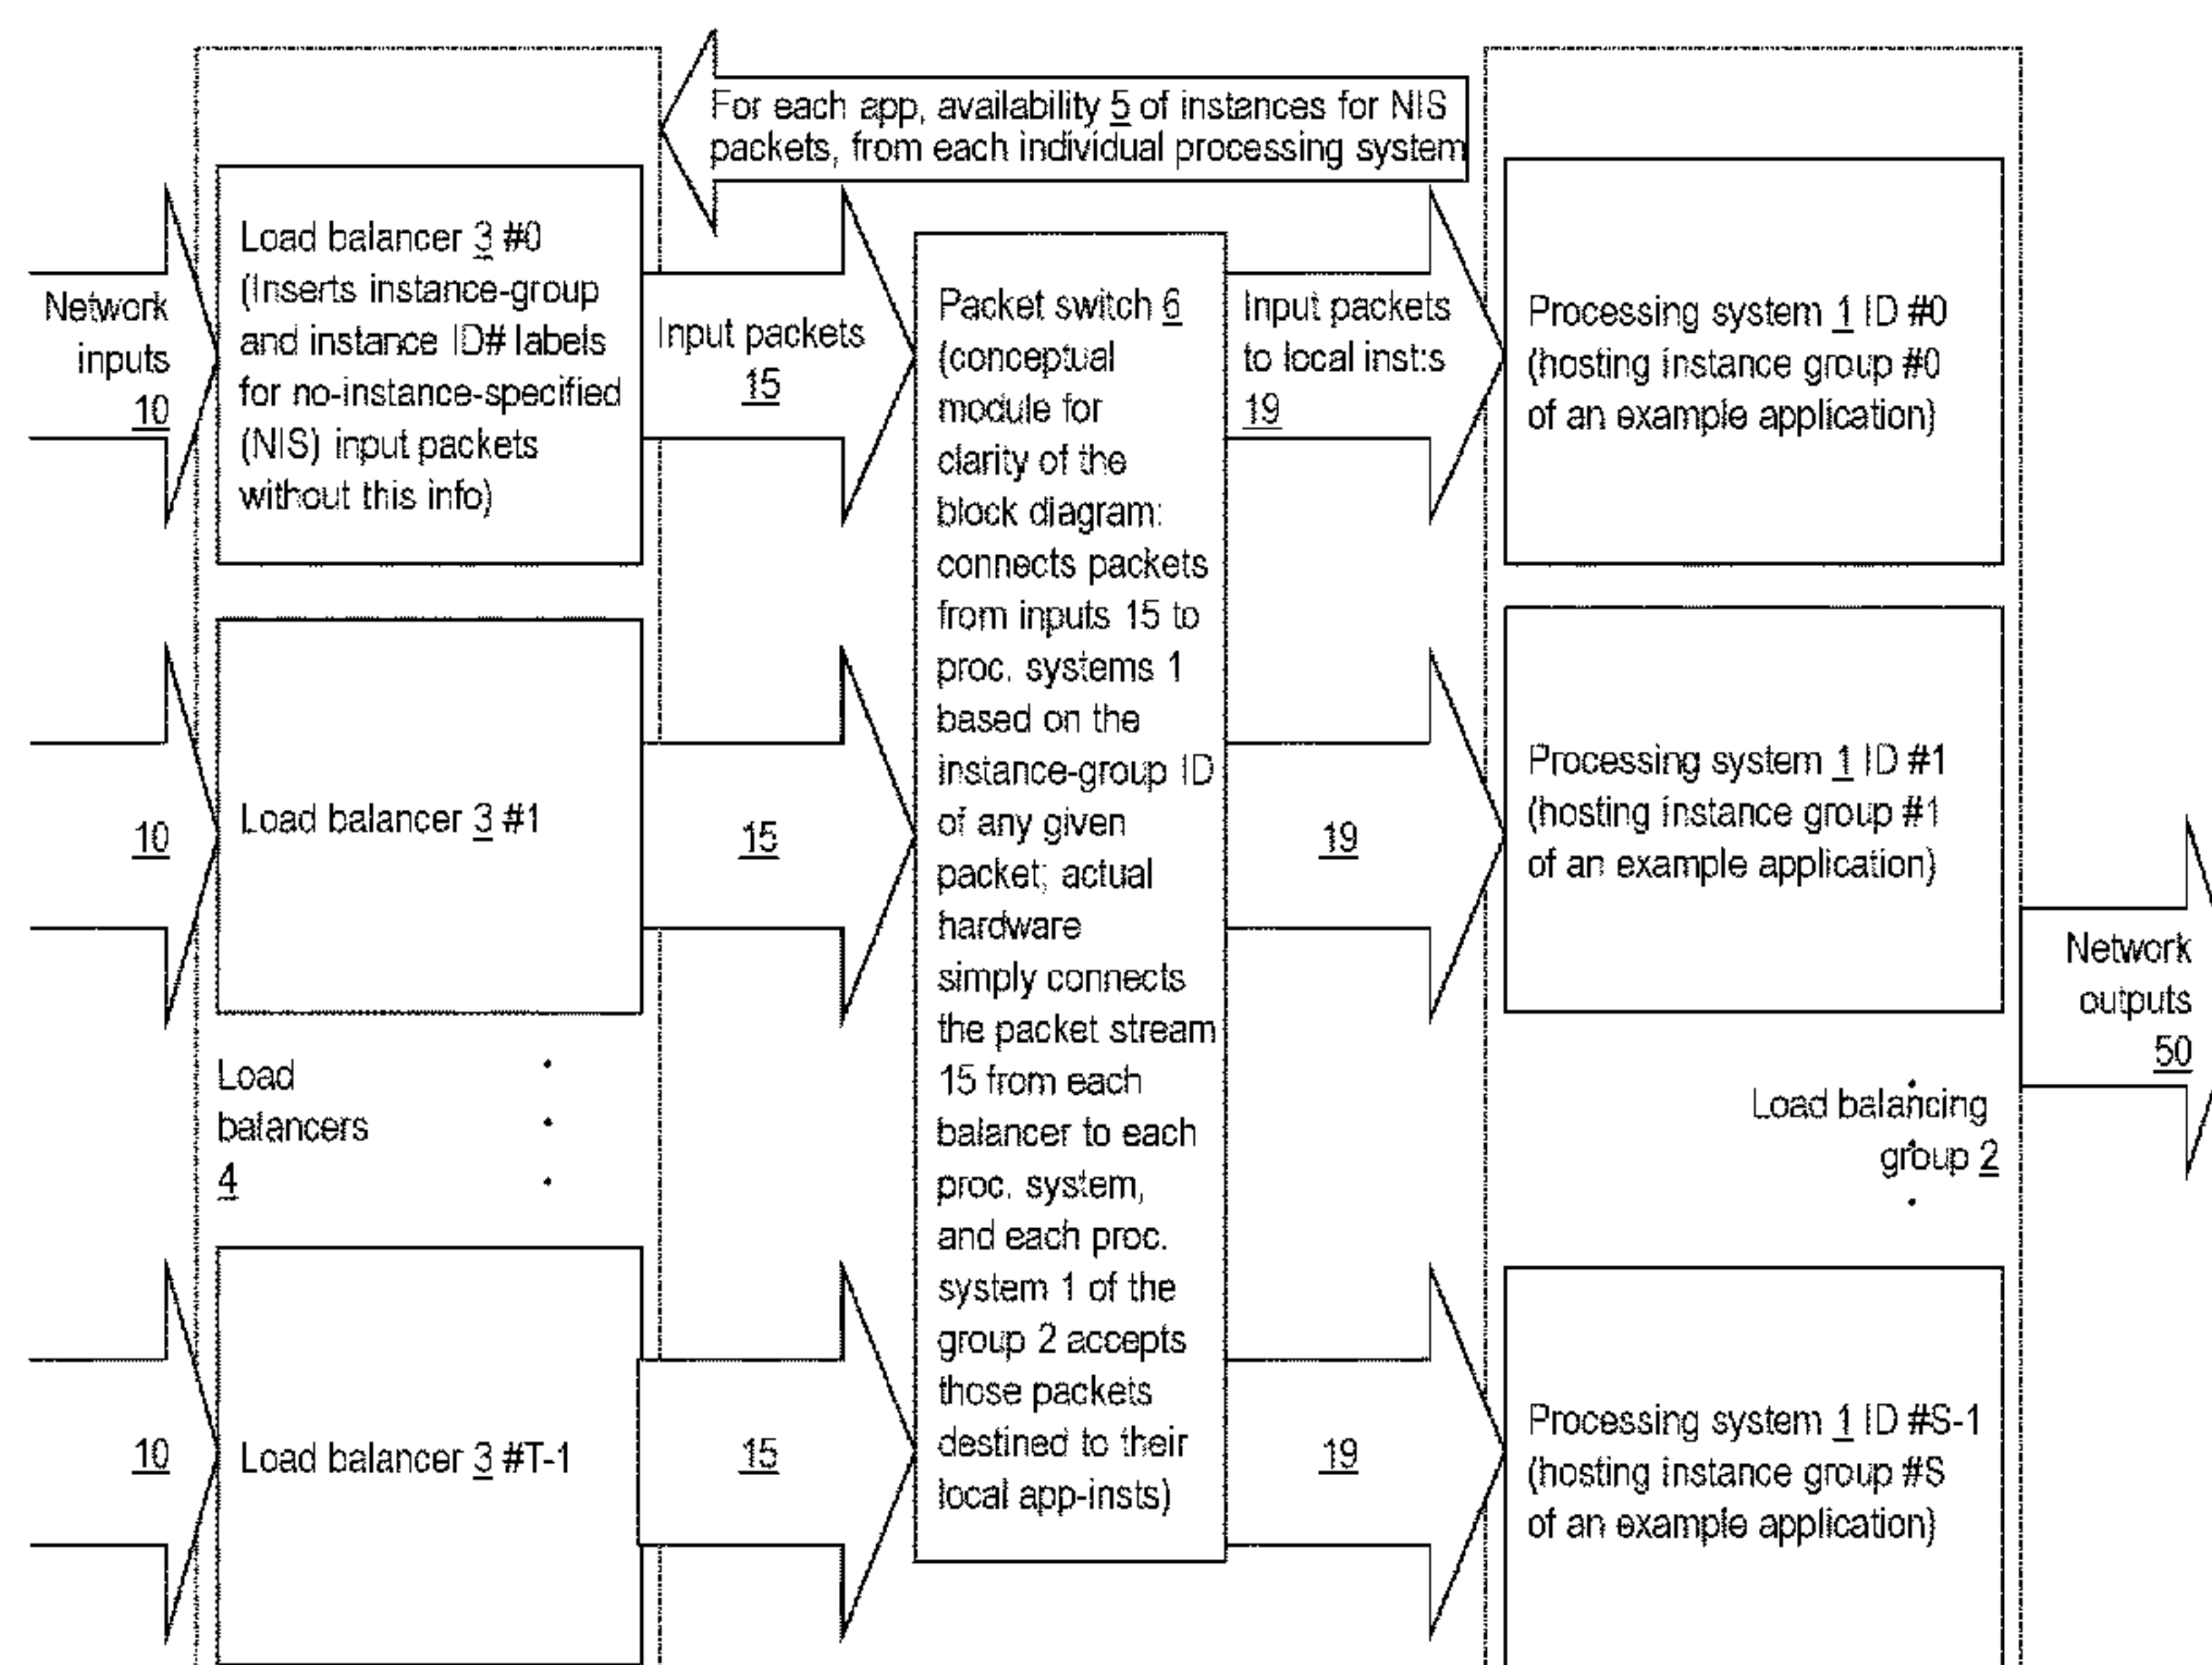 For each app, availability 5 of instances for NIS
packets, from each individual processing system
Network
inputs
10
Load balancer 3 #0
(Inserts instance-group
and instance ID# labels
for no-instance-specified
(NIS) input packets
without this info)
Input packets
15
Packet switch 6
(conceptual
module for
clarity of the
block diagram:
connects packets
from inputs 15 to
proc. systems 1
based on the
instance-group ID
of any given
packet; actual
hardware
simply connects
the packet stream
15 from each
balancer to each
proc. system,
and each proc.
system 1 of the
group 2 accepts
those packets
destined to their
local app-insts)
Input packets
to local inst:s
19
Processing system 1 ID #0
(hosting instance group #0
of an example application)
10
Load balancer 3 #1
15
19
Processing system 1 ID #1
(hosting instance group #1
of an example application)
Network
outputs
50
Load
balancers
4
Load balancing
group 2
10
Load balancer 3 #T-1
15
19
Processing system 1 ID #S-1
(hosting instance group #S
of an example application)